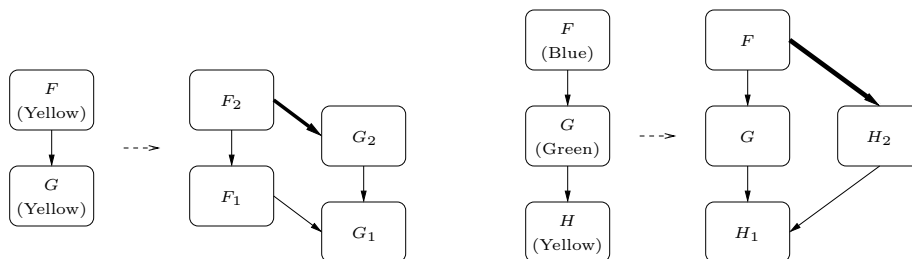 F
(Yellow)
G
(Yellow)
F₂
G₂
F₁
G₁
F
(Blue)
G
(Green)
H
(Yellow)
F
G
H₂
H₁